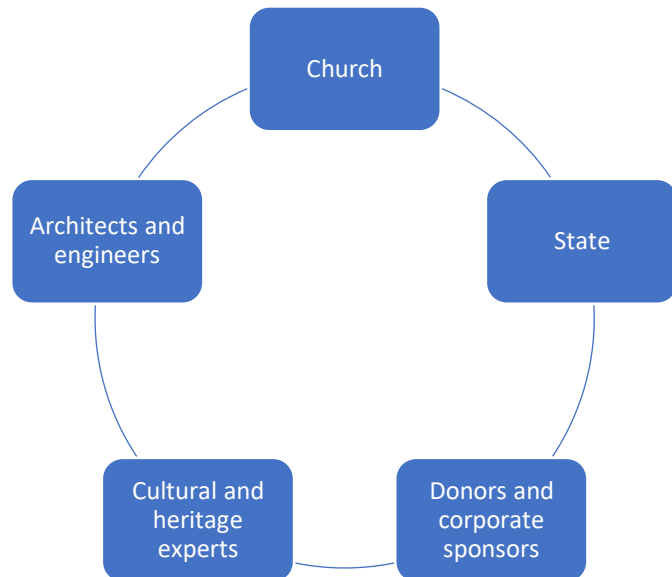 Church
State
Donors and
corporate
sponsors
Cultural and
heritage
experts
Architects and
engineers